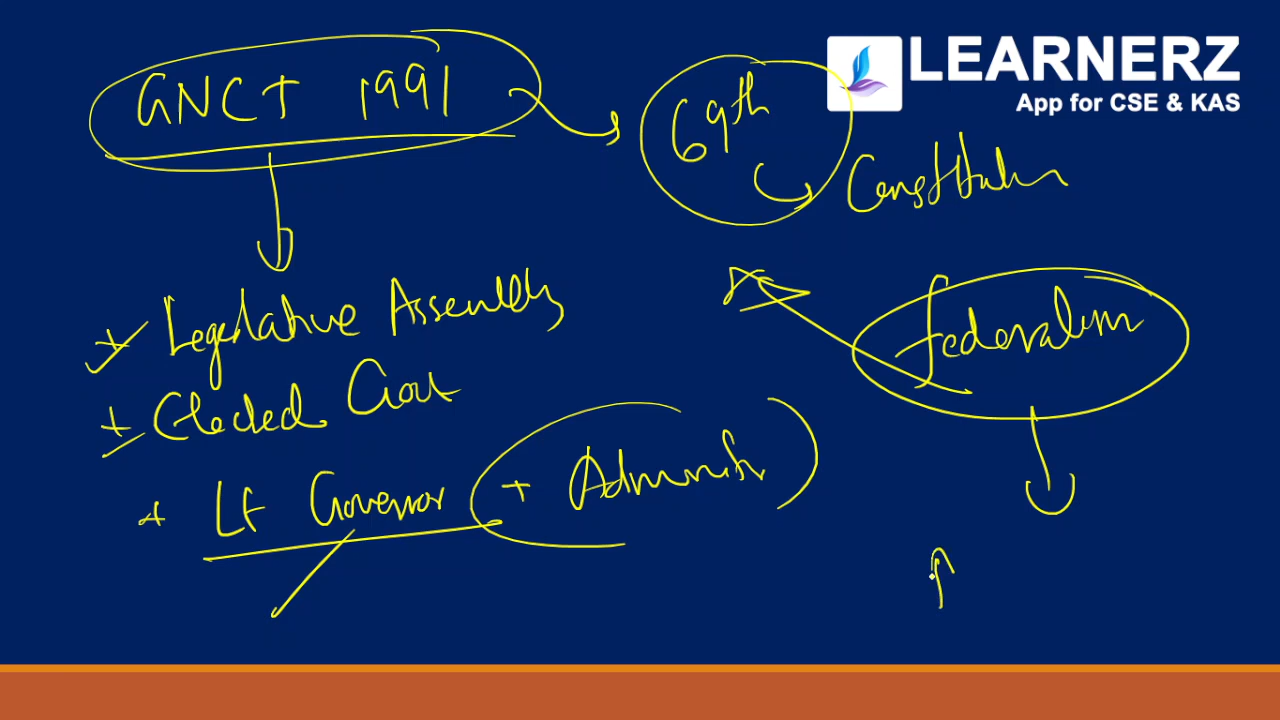 GNCT 1991
69th
LEARNERZ
App for CSE & KAS
Constitution
Legislative Assembly
Elected Govt
Federalism
+ Lt Governor + Administr